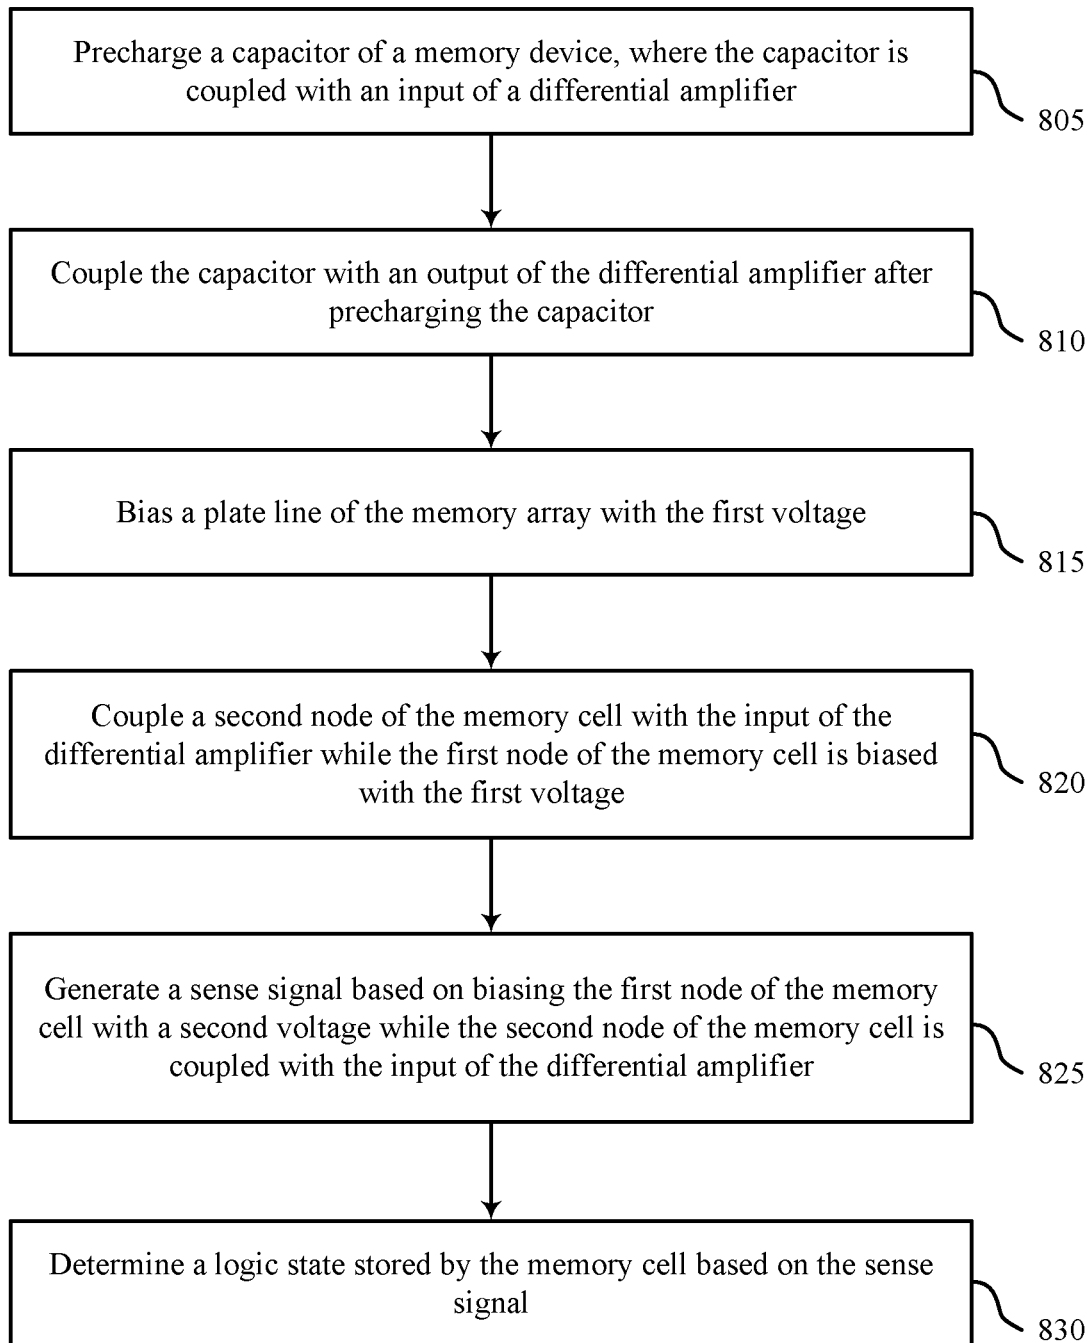 Precharge a capacitor of a memory device, where the capacitor is
coupled with an input of a differential amplifier
805
Couple the capacitor with an output of the differential amplifier after
precharging the capacitor
810
Bias a plate line of the memory array with the first voltage
815
Couple a second node of the memory cell with the input of the
differential amplifier while the first node of the memory cell is biased
with the first voltage
820
Generate a sense signal based on biasing the first node of the memory
cell with a second voltage while the second node of the memory cell is
coupled with the input of the differential amplifier
825
Determine a logic state stored by the memory cell based on the sense
signal
830